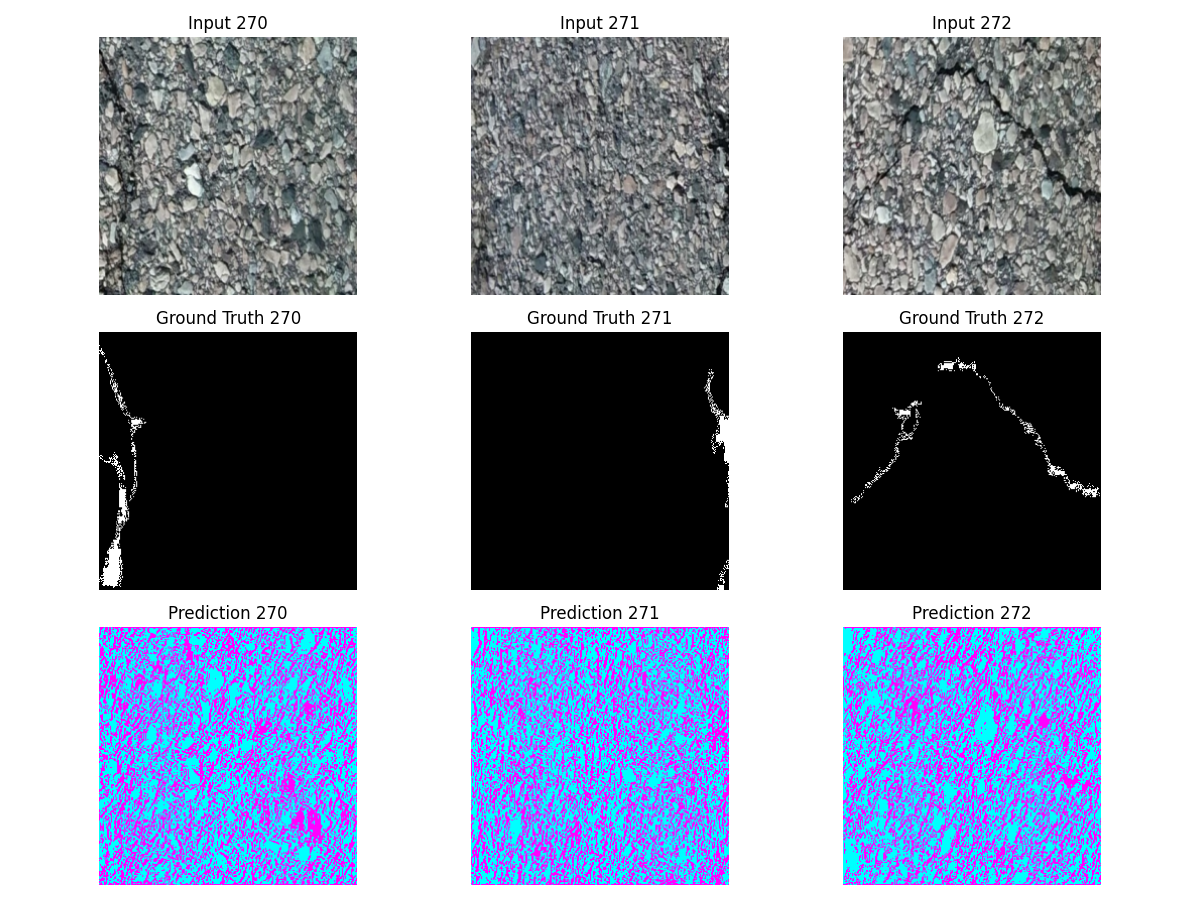 Input 270
Input 271
Input 272
Ground Truth 270
Ground Truth 271
Ground Truth 272
Prediction 270
Prediction 271
Prediction 272